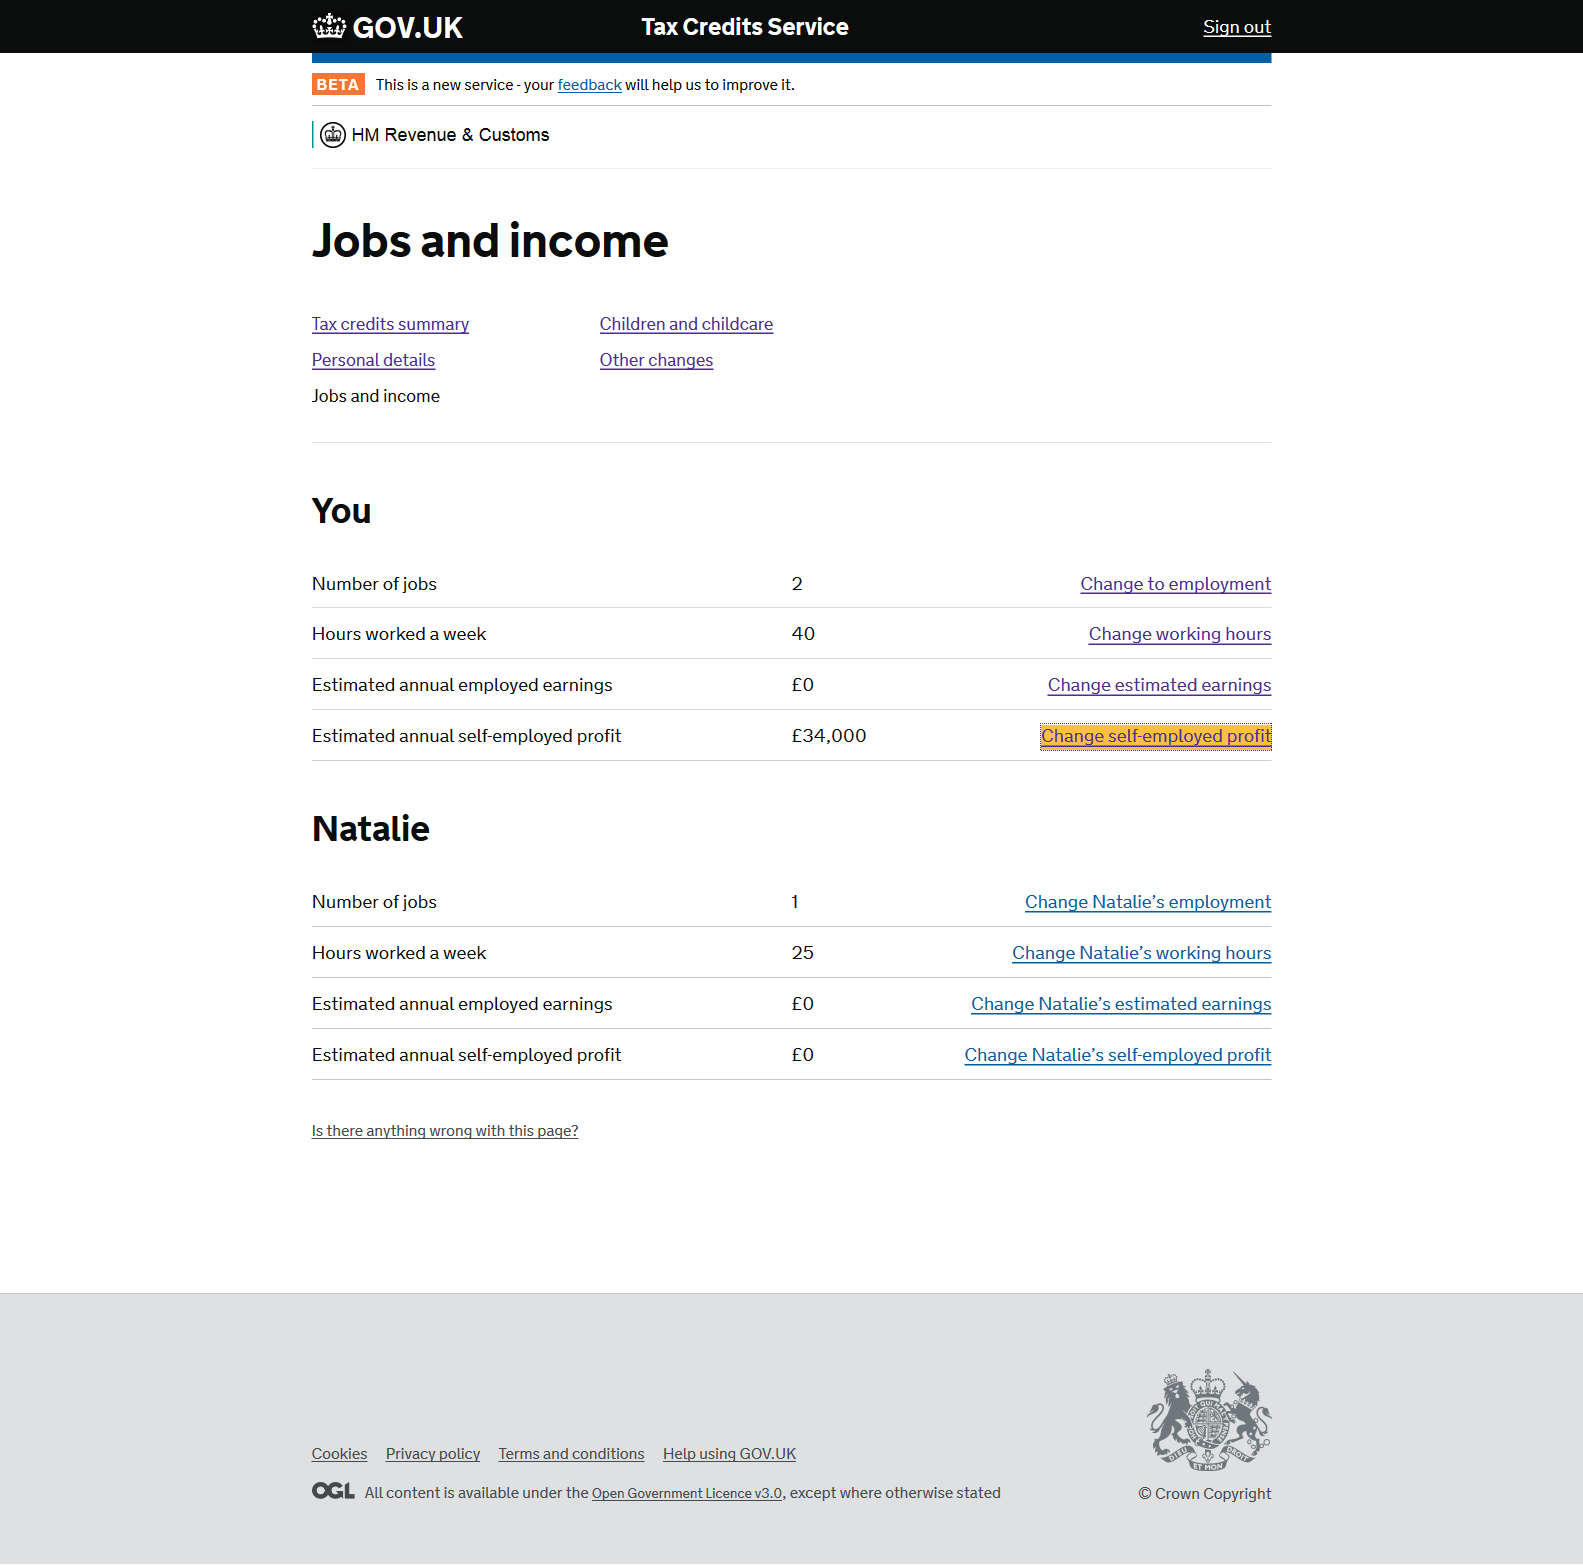 GOV.UK Tax Credits Service Sign out
BETA This is a new service - your feedback will help us to improve it.
HM Revenue & Customs
Jobs and income
Tax credits summary Children and childcare
Personal details Other changes
Jobs and income
You
Number of jobs 2 Change to employment
Hours worked a week 40 Change working hours
Estimated annual employed earnings £0 Change estimated earnings
Estimated annual self-employed profit £34,000 Change self-employed profit
Natalie
Number of jobs 1 Change Natalie’s employment
Hours worked a week 25 Change Natalie’s working hours
Estimated annual employed earnings £0 Change Natalie’s estimated earnings
Estimated annual self-employed profit £0 Change Natalie’s self-employed profit
Is there anything wrong with this page?
Cookies Privacy policy Terms and conditions Help using GOV.UK
OGL All content is available under the Open Government Licence v3.0, except where otherwise stated
© Crown Copyright